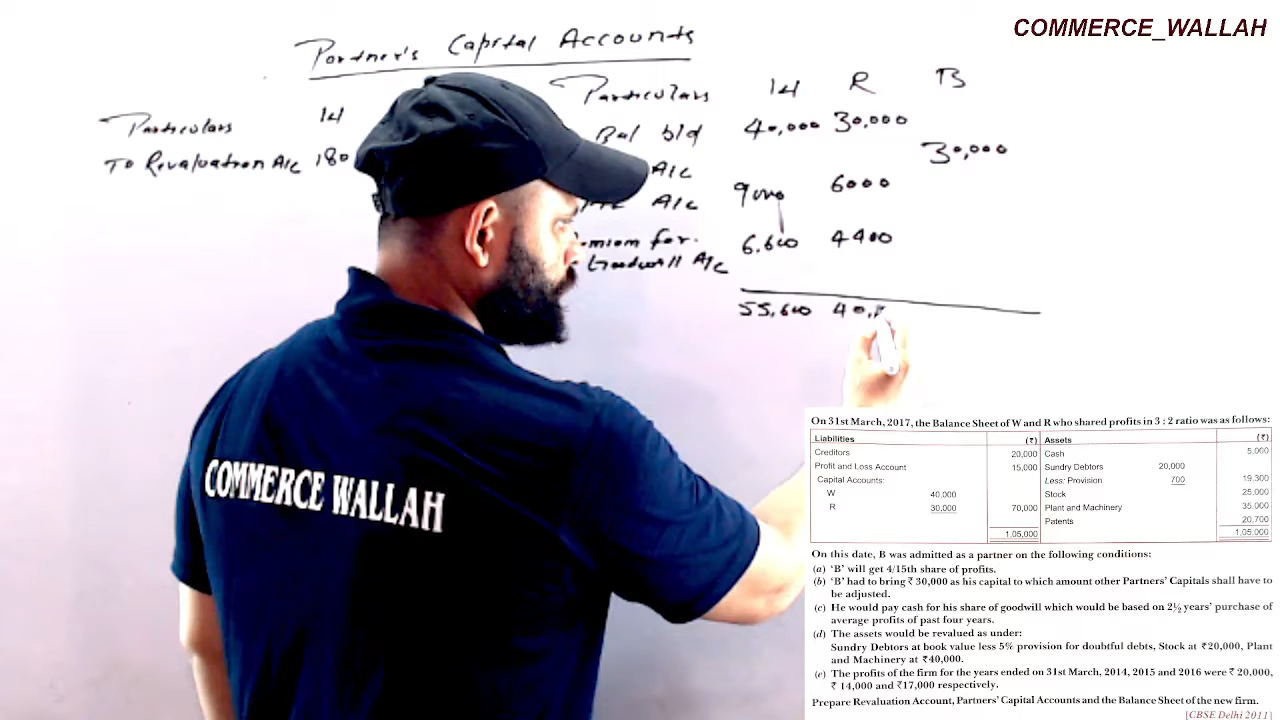 COMMERCE_WALLAH
Partner's Capital Accounts
Particulars W
To Revaluation A/c 180
Particulars W R B
Bal b/d 40,000 30,000
A/c 30,000
A/c 9000 6000
for 6,600 4400
Goodwill A/c
55,600 40,
COMMERCE WALLAH
On 31st March, 2017, the Balance Sheet of W and R who shared profits in 3 : 2 ratio was as follows:
Liabilities (₹) Assets (₹)
Creditors 20,000 Cash 5,000
Profit and Loss Account 15,000 Sundry Debtors 20,000
Capital Accounts: Less: Provision 700 19,300
W 40,000 Stock 25,000
R 30,000 70,000 Plant and Machinery 35,000
Patents 20,700
1,05,000 1,05,000
On this date, B was admitted as a partner on the following conditions:
(a) 'B' will get 4/15th share of profits.
(b) 'B' had to bring ₹ 30,000 as his capital to which amount other Partners' Capitals shall have to
be adjusted.
(c) He would pay cash for his share of goodwill which would be based on 2½ years' purchase of
average profits of past four years.
(d) The assets would be revalued as under:
Sundry Debtors at book value less 5% provision for doubtful debts, Stock at ₹20,000, Plant
and Machinery at ₹40,000.
(e) The profits of the firm for the years ended on 31st March, 2014, 2015 and 2016 were ₹ 20,000,
₹ 14,000 and ₹17,000 respectively.
Prepare Revaluation Account, Partners' Capital Accounts and the Balance Sheet of the new firm.
[CBSE Delhi 2011]